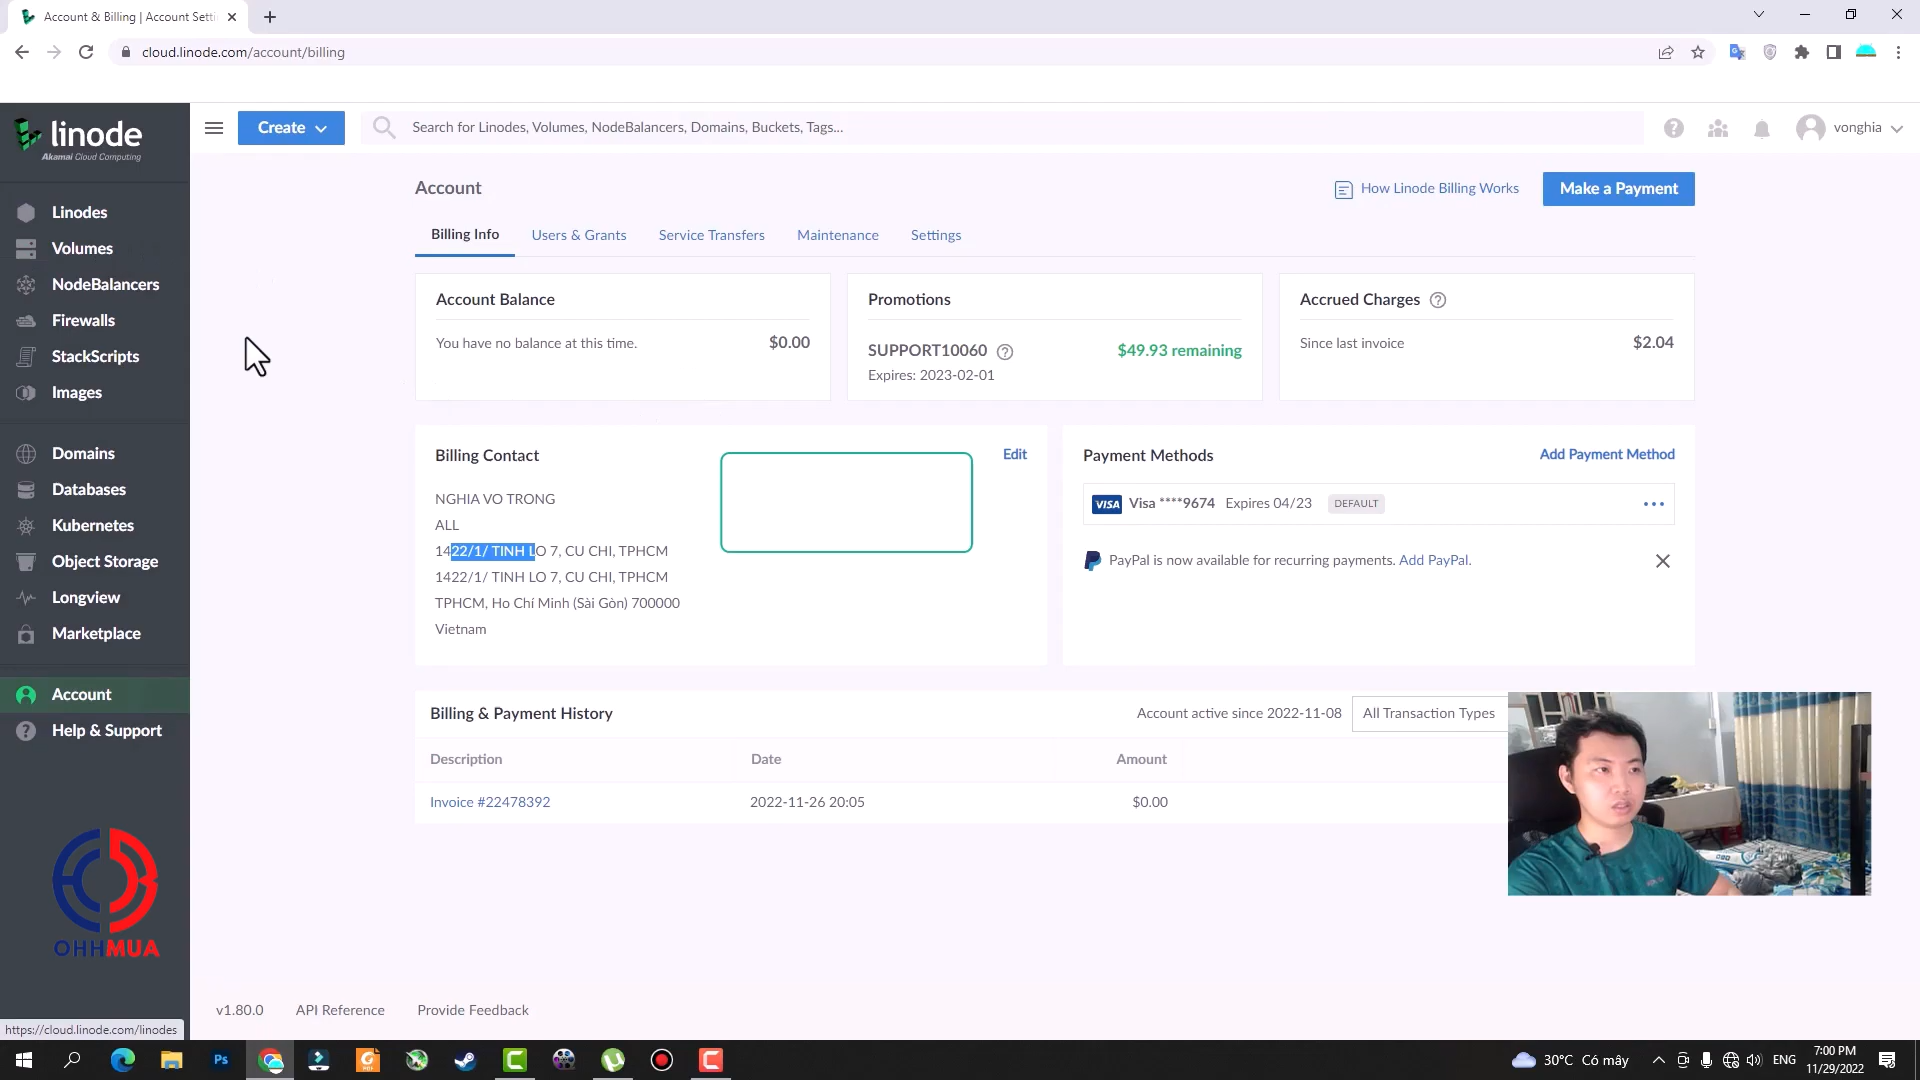 Account & Billing | Account Setti
cloud.linode.com/account/billing
linode
Akamai Cloud Computing
Create
Search for Linodes, Volumes, NodeBalancers, Domains, Buckets, Tags...
vonghia
Linodes
Volumes
NodeBalancers
Firewalls
StackScripts
Images
Domains
Databases
Kubernetes
Object Storage
Longview
Marketplace
Account
Help & Support
Account
How Linode Billing Works
Make a Payment
Billing Info
Users & Grants
Service Transfers
Maintenance
Settings
Account Balance
You have no balance at this time.
$0.00
Promotions
SUPPORT10060
$49.93 remaining
Expires: 2023-02-01
Accrued Charges
Since last invoice
$2.04
Billing Contact
Edit
NGHIA VO TRONG
ALL
1422/1/ TINH LO 7, CU CHI, TPHCM
1422/1/ TINH LO 7, CU CHI, TPHCM
TPHCM, Ho Chí Minh (Sài Gòn) 700000
Vietnam
Payment Methods
Add Payment Method
VISA Visa ****9674 Expires 04/23 DEFAULT
PayPal is now available for recurring payments. Add PayPal.
Billing & Payment History
Account active since 2022-11-08
All Transaction Types
Description Date Amount
Invoice #22478392 2022-11-26 20:05 $0.00
OHHMUA
v1.80.0
API Reference
Provide Feedback
https://cloud.linode.com/linodes
Ps
30°C Có mây
ENG
7:00 PM
11/29/2022